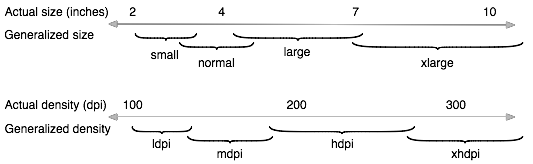 Actual size (inches) 2 4 7 10
Generalized size
small large
normal xlarge
Actual density (dpi) 100 200 300
Generalized density
ldpi mdpi hdpi xhdpi